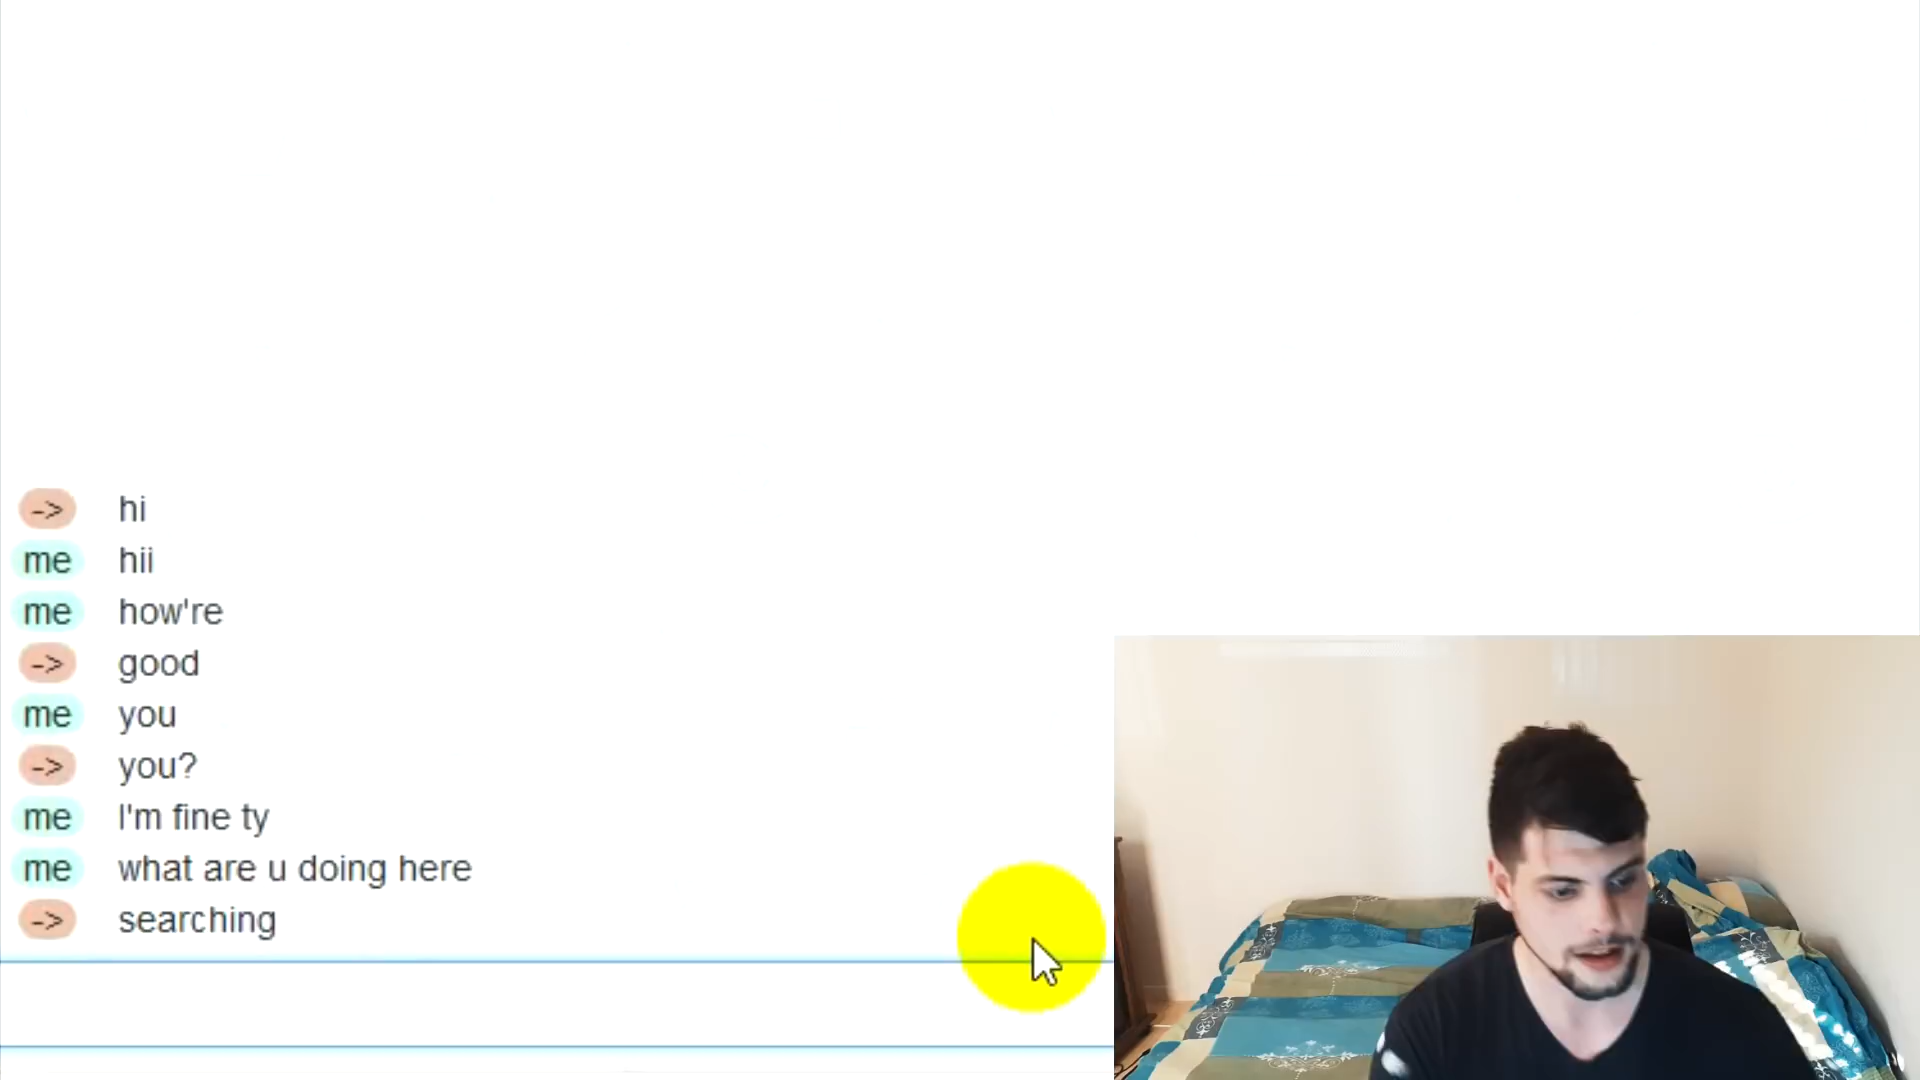 -> hi
me hii
me how're
-> good
me you
-> you?
me I'm fine ty
me what are u doing here
-> searching